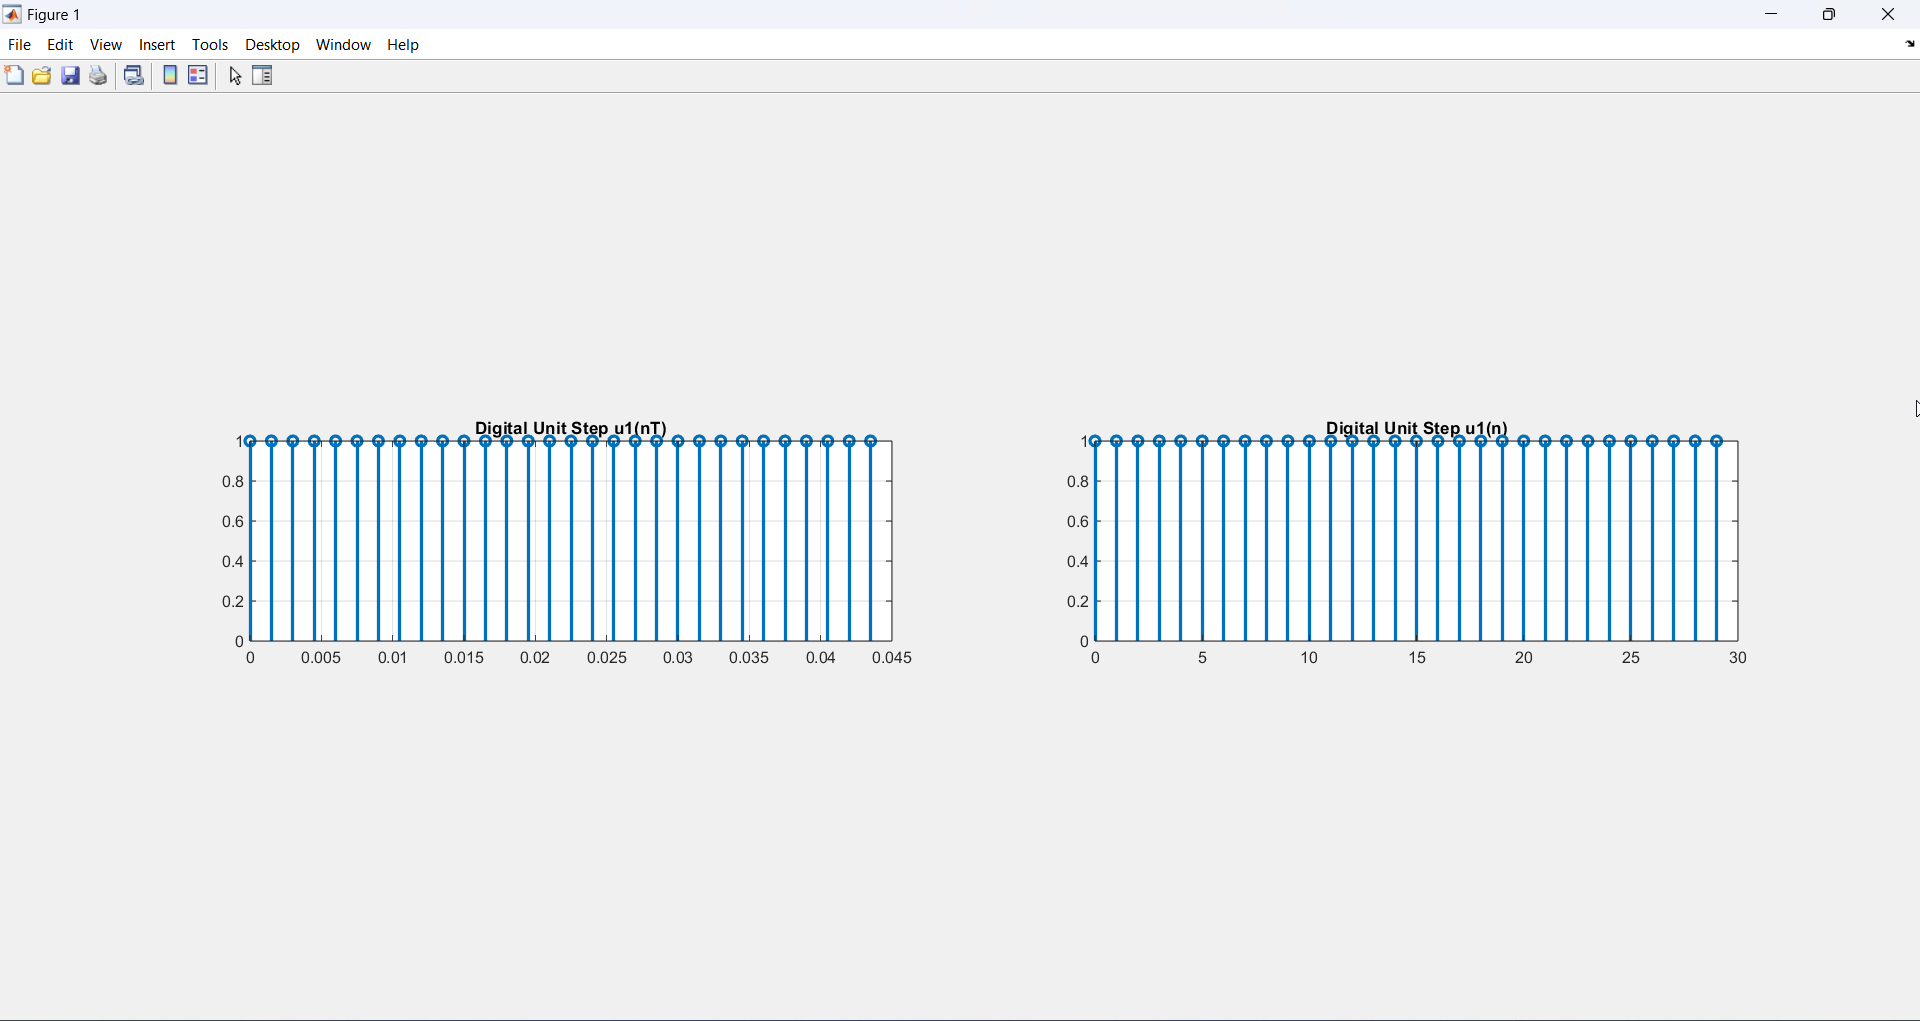 Figure 1
File Edit View Insert Tools Desktop Window Help
Digital Unit Step u1(nT)
1
0.8
0.6
0.4
0.2
0
0 0.005 0.01 0.015 0.02 0.025 0.03 0.035 0.04 0.045
Digital Unit Step u1(n)
1
0.8
0.6
0.4
0.2
0
0 5 10 15 20 25 30